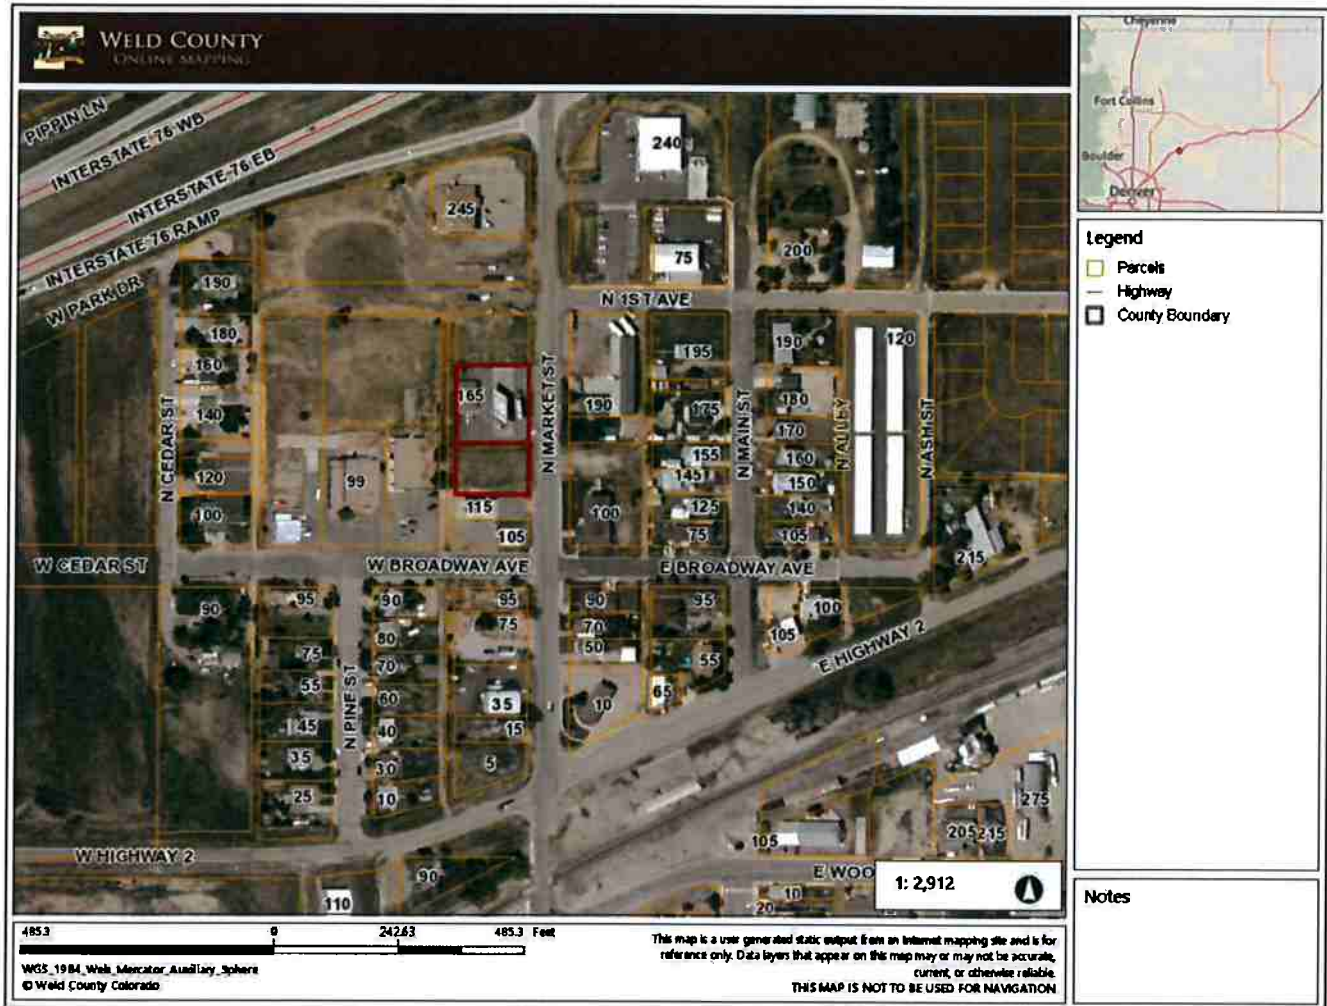 WELD COUNTY
ONLINE MAPPING
Cheyenne
Fort Collins
Boulder
Denver
Legend
Parcels
Highway
County Boundary
Notes
PIPPIN LN
INTERSTATE 76 WB
INTERSTATE 76 EB
INTERSTATE 76 RAMP
W PARK DR
240
245
75
200
190
N 1ST AVE
180
160
140
120
100
N CEDAR ST
165
99
115
105
N MARKET ST
190
100
195
175
155
145
125
75
N MAIN ST
190
180
170
160
150
140
105
N ALLEY
120
N ASH ST
215
W CEDAR ST
W BROADWAY AVE
E BROADWAY AVE
90
95
75
55
45
35
25
N PINE ST
90
80
70
60
40
30
10
95
75
35
15
5
90
70
50
10
95
55
65
100
105
E HIGHWAY 2
275
205
215
105
W HIGHWAY 2
90
110
E WOO
10
20
1: 2,912
485.3
0
242.63
485.3 Feet
WGS_1984_Web_Mercator_Auxiliary_Sphere
© Weld County Colorado
This map is a user generated static output from an Internet mapping site and is for
reference only. Data layers that appear on this map may or may not be accurate,
current, or otherwise reliable.
THIS MAP IS NOT TO BE USED FOR NAVIGATION